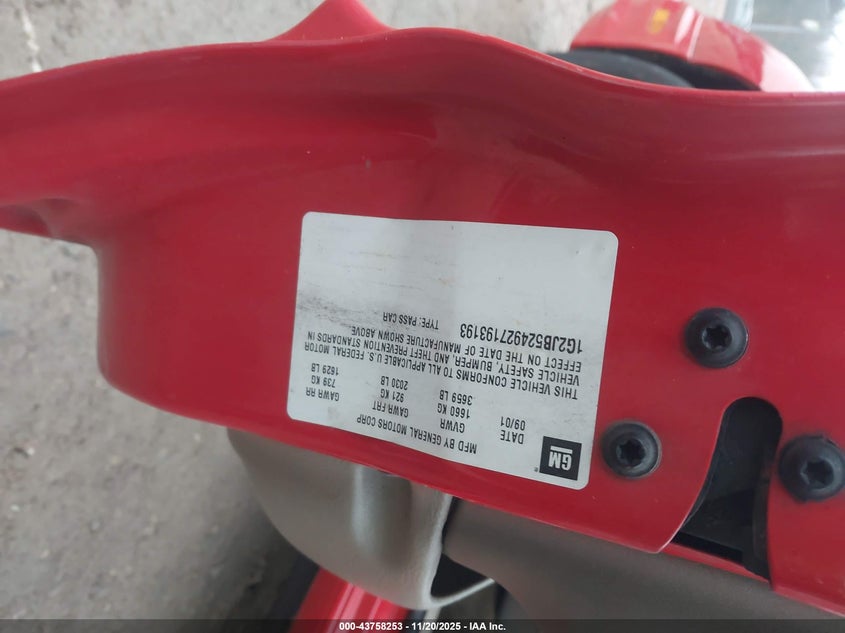 GM
MFD BY GENERAL MOTORS CORP
DATE GVWR GAWR FRT GAWR RR
09/01 1660 KG 921 KG 739 KG
3659 LB 2030 LB 1629 LB
THIS VEHICLE CONFORMS TO ALL APPLICABLE U.S. FEDERAL MOTOR
VEHICLE SAFETY, BUMPER, AND THEFT PREVENTION STANDARDS IN
EFFECT ON THE DATE OF MANUFACTURE SHOWN ABOVE.
1G2JB524927193193 TYPE: PASS CAR
000-43758253 - 11/20/2025 - IAA Inc.